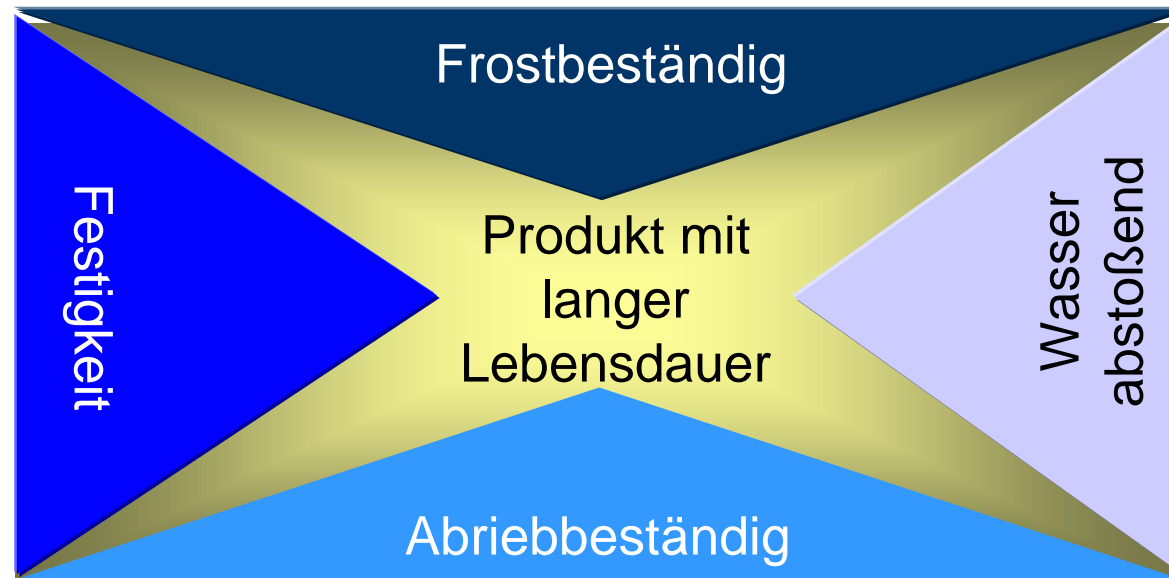 Frostbeständig
Festigkeit
Produkt mit
langer
Lebensdauer
Wasser
abstoßend
Abriebbeständig